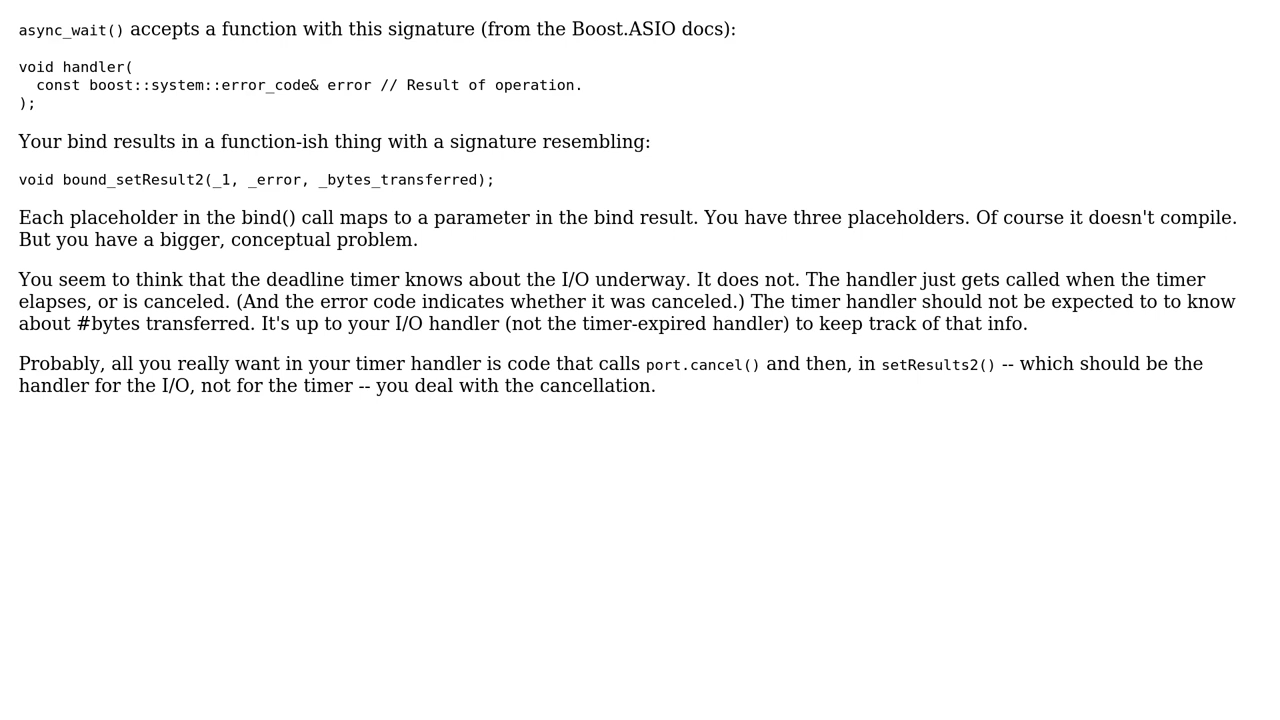 async_wait() accepts a function with this signature (from the Boost.ASIO docs):
void handler(
  const boost::system::error_code& error // Result of operation.
);
Your bind results in a function-ish thing with a signature resembling:
void bound_setResult2(_1, _error, _bytes_transferred);
Each placeholder in the bind() call maps to a parameter in the bind result. You have three placeholders. Of course it doesn't compile.
But you have a bigger, conceptual problem.
You seem to think that the deadline timer knows about the I/O underway. It does not. The handler just gets called when the timer
elapses, or is canceled. (And the error code indicates whether it was canceled.) The timer handler should not be expected to to know
about #bytes transferred. It's up to your I/O handler (not the timer-expired handler) to keep track of that info.
Probably, all you really want in your timer handler is code that calls port.cancel() and then, in setResults2() -- which should be the
handler for the I/O, not for the timer -- you deal with the cancellation.